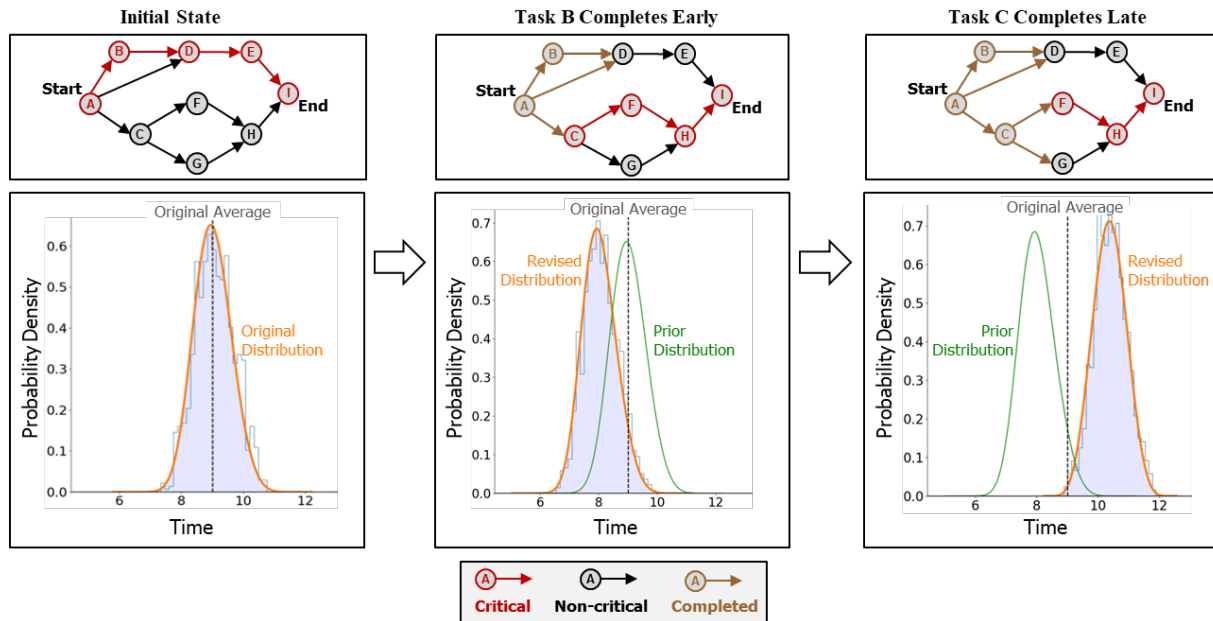 Initial State
Task B Completes Early
Task C Completes Late
B
D
E
Start
A
I
End
F
C
H
G
B
D
E
Start
A
I
End
F
C
H
G
B
D
E
Start
A
I
End
F
C
H
G
Original Average
Probability Density
0.6
0.5
0.4
0.3
0.2
0.1
0.0
Original
Distribution
6
8
10
12
Time
Original Average
Probability Density
0.7
0.6
0.5
0.4
0.3
0.2
0.1
0.0
Revised
Distribution
Prior
Distribution
6
8
10
12
Time
Original Average
Probability Density
0.7
0.6
0.5
0.4
0.3
0.2
0.1
0.0
Revised
Distribution
Prior
Distribution
6
8
10
12
Time
A
A
A
Critical
Non-critical
Completed